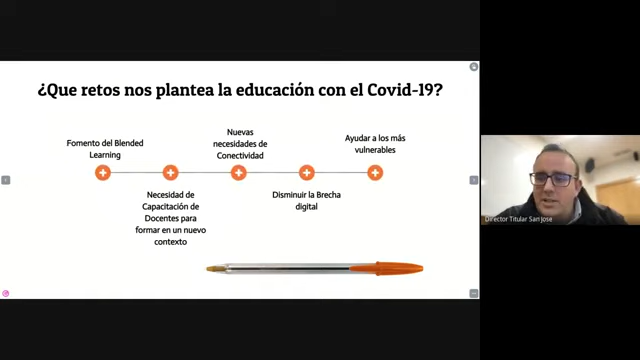 ¿Que retos nos plantea la educación con el Covid-19?
Fomento del Blended
Learning
Necesidad de
Capacitación de
Docentes para
formar en un nuevo
contexto
Nuevas
necesidades de
Conectividad
Disminuir la Brecha
digital
Ayudar a los más
vulnerables
Director Titular San Jose